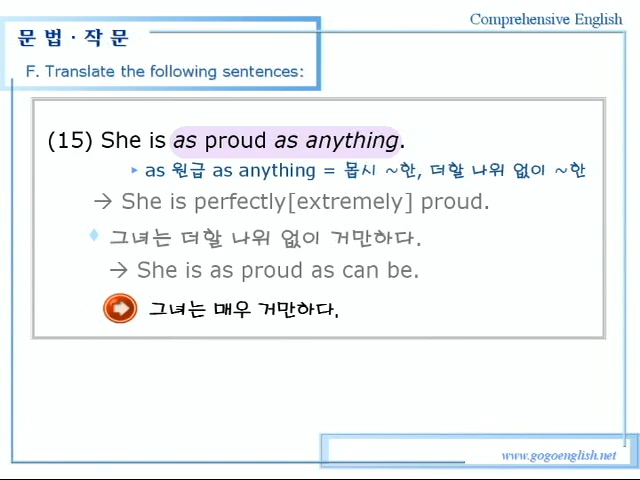 Comprehensive English
문 법 · 작 문
F. Translate the following sentences:
(15) She is as proud as anything.
▸ as 원급 as anything = 몹시 ~한, 더할 나위 없이 ~한
→ She is perfectly[extremely] proud.
♦ 그녀는 더할 나위 없이 거만하다.
→ She is as proud as can be.
그녀는 매우 거만하다.
www.gogoenglish.net